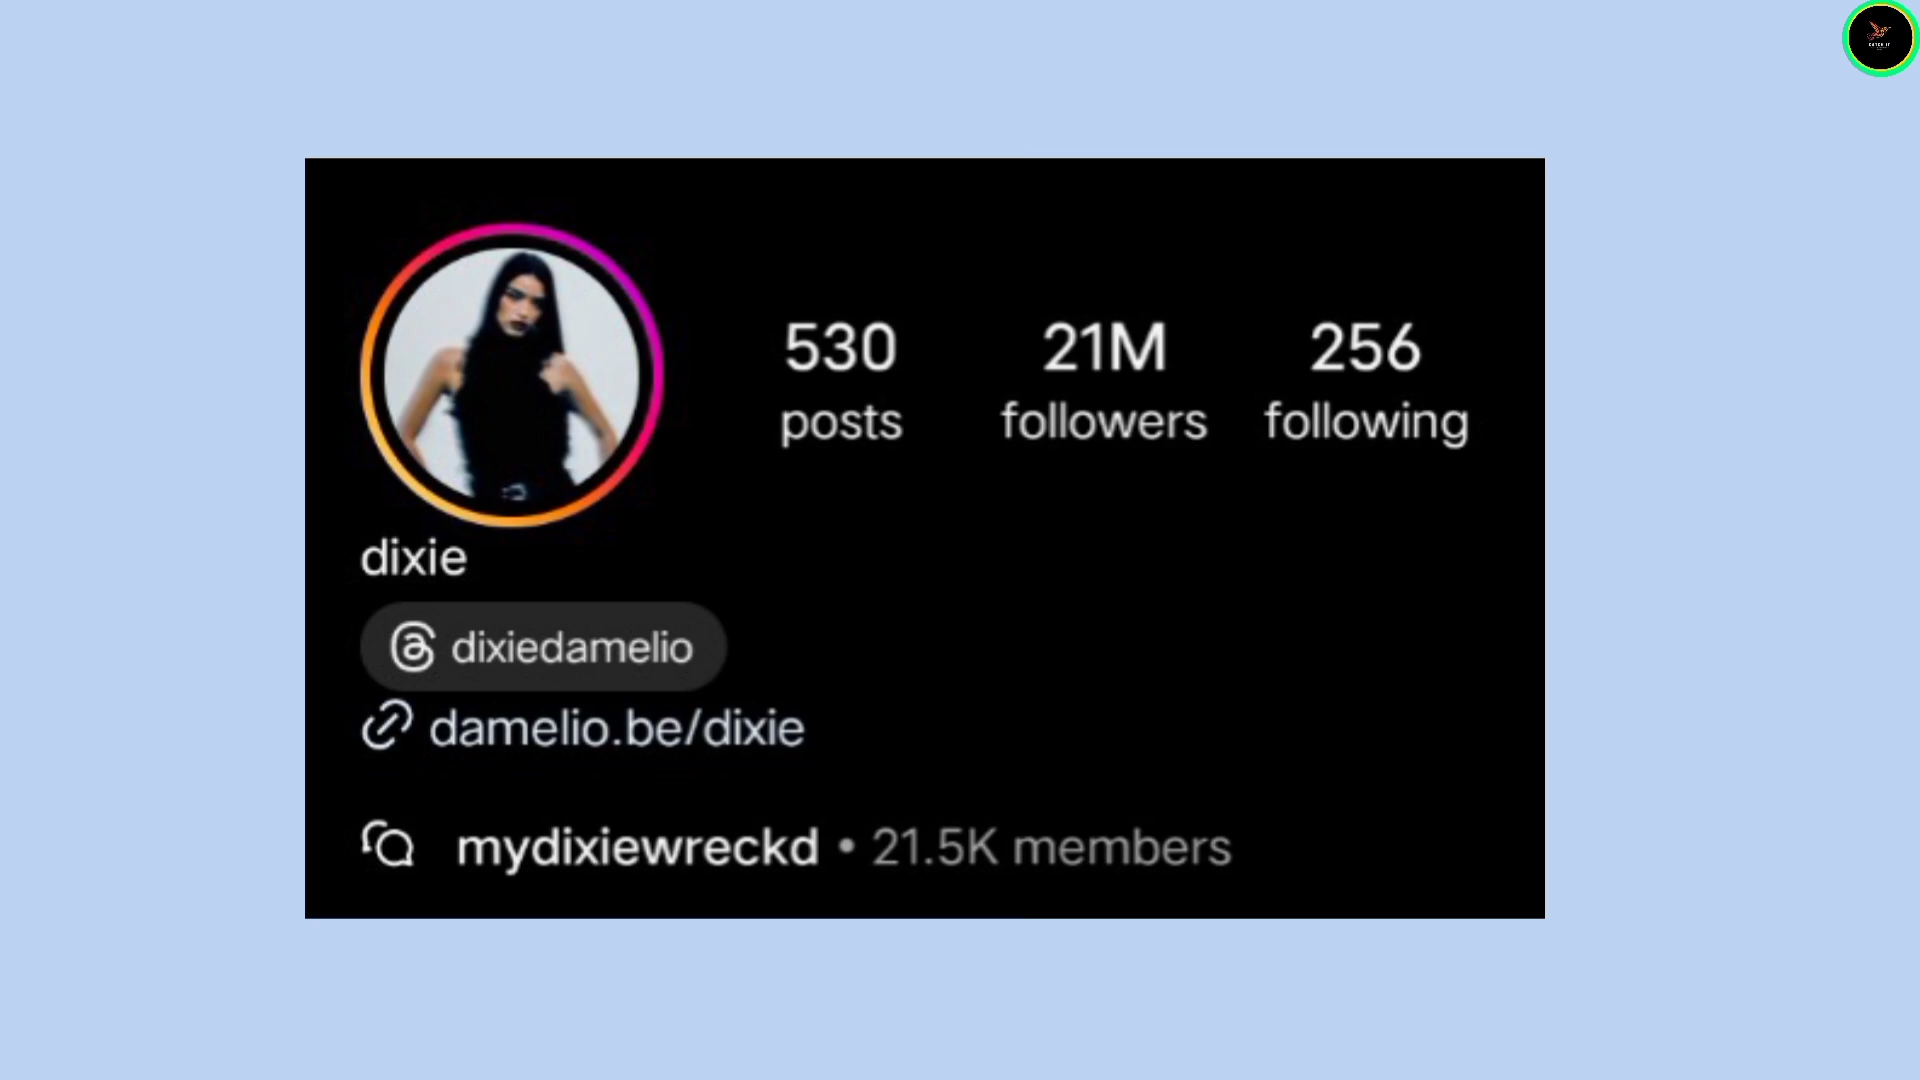 530 21M 256
posts followers following
dixie
dixiedamelio
damelio.be/dixie
mydixiewreckd • 21.5K members